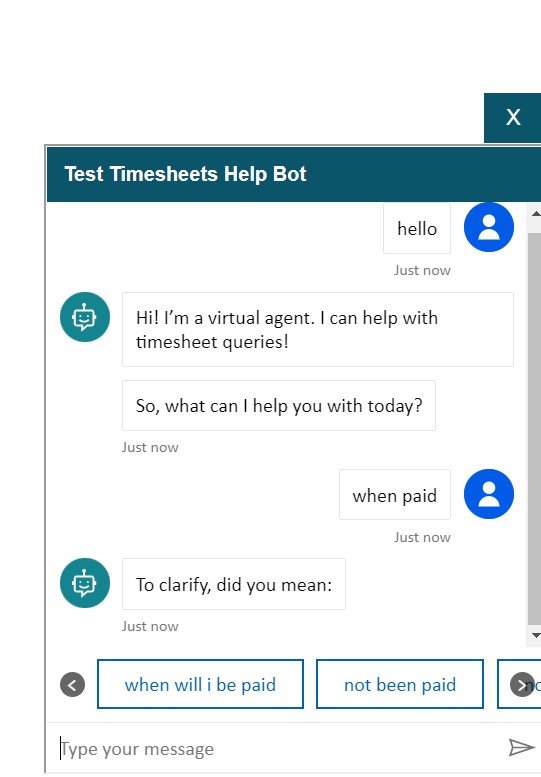 X
Test Timesheets Help Bot
hello
Just now
Hi! I'm a virtual agent. I can help with
timesheet queries!
So, what can I help you with today?
Just now
when paid
Just now
To clarify, did you mean:
Just now
when will i be paid
not been paid
Type your message